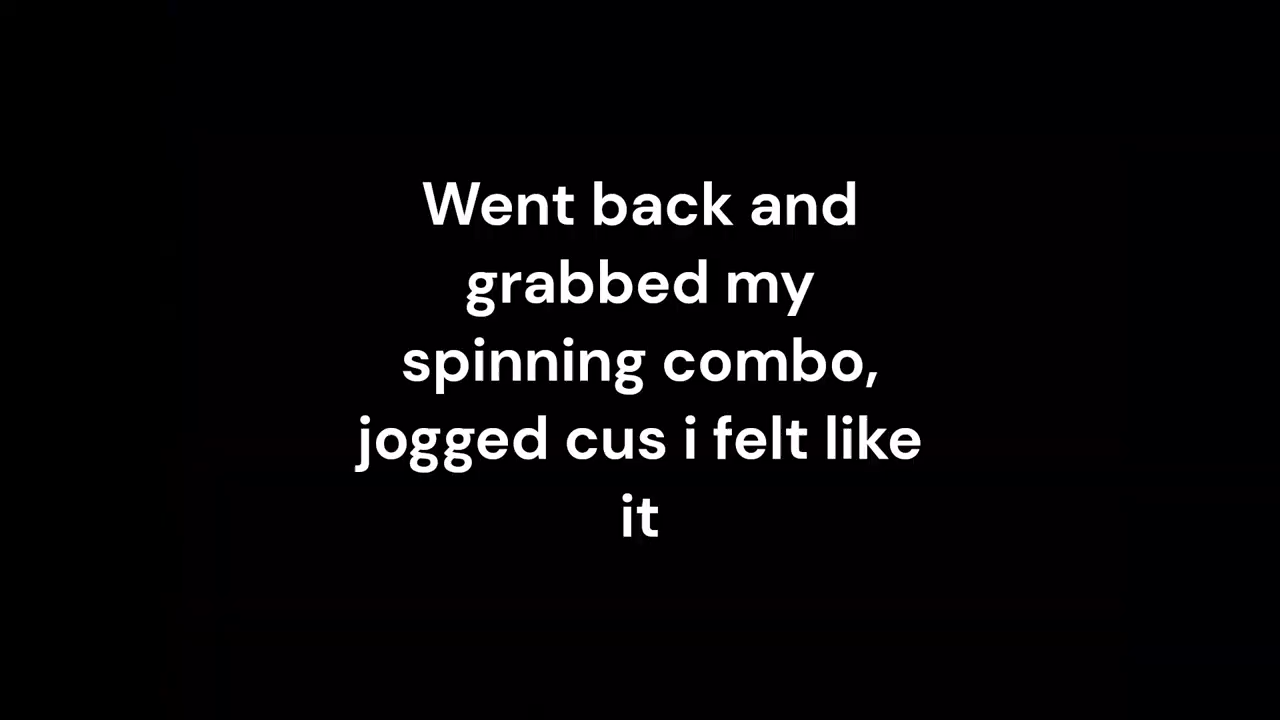 Went back and
grabbed my
spinning combo,
jogged cus i felt like
it